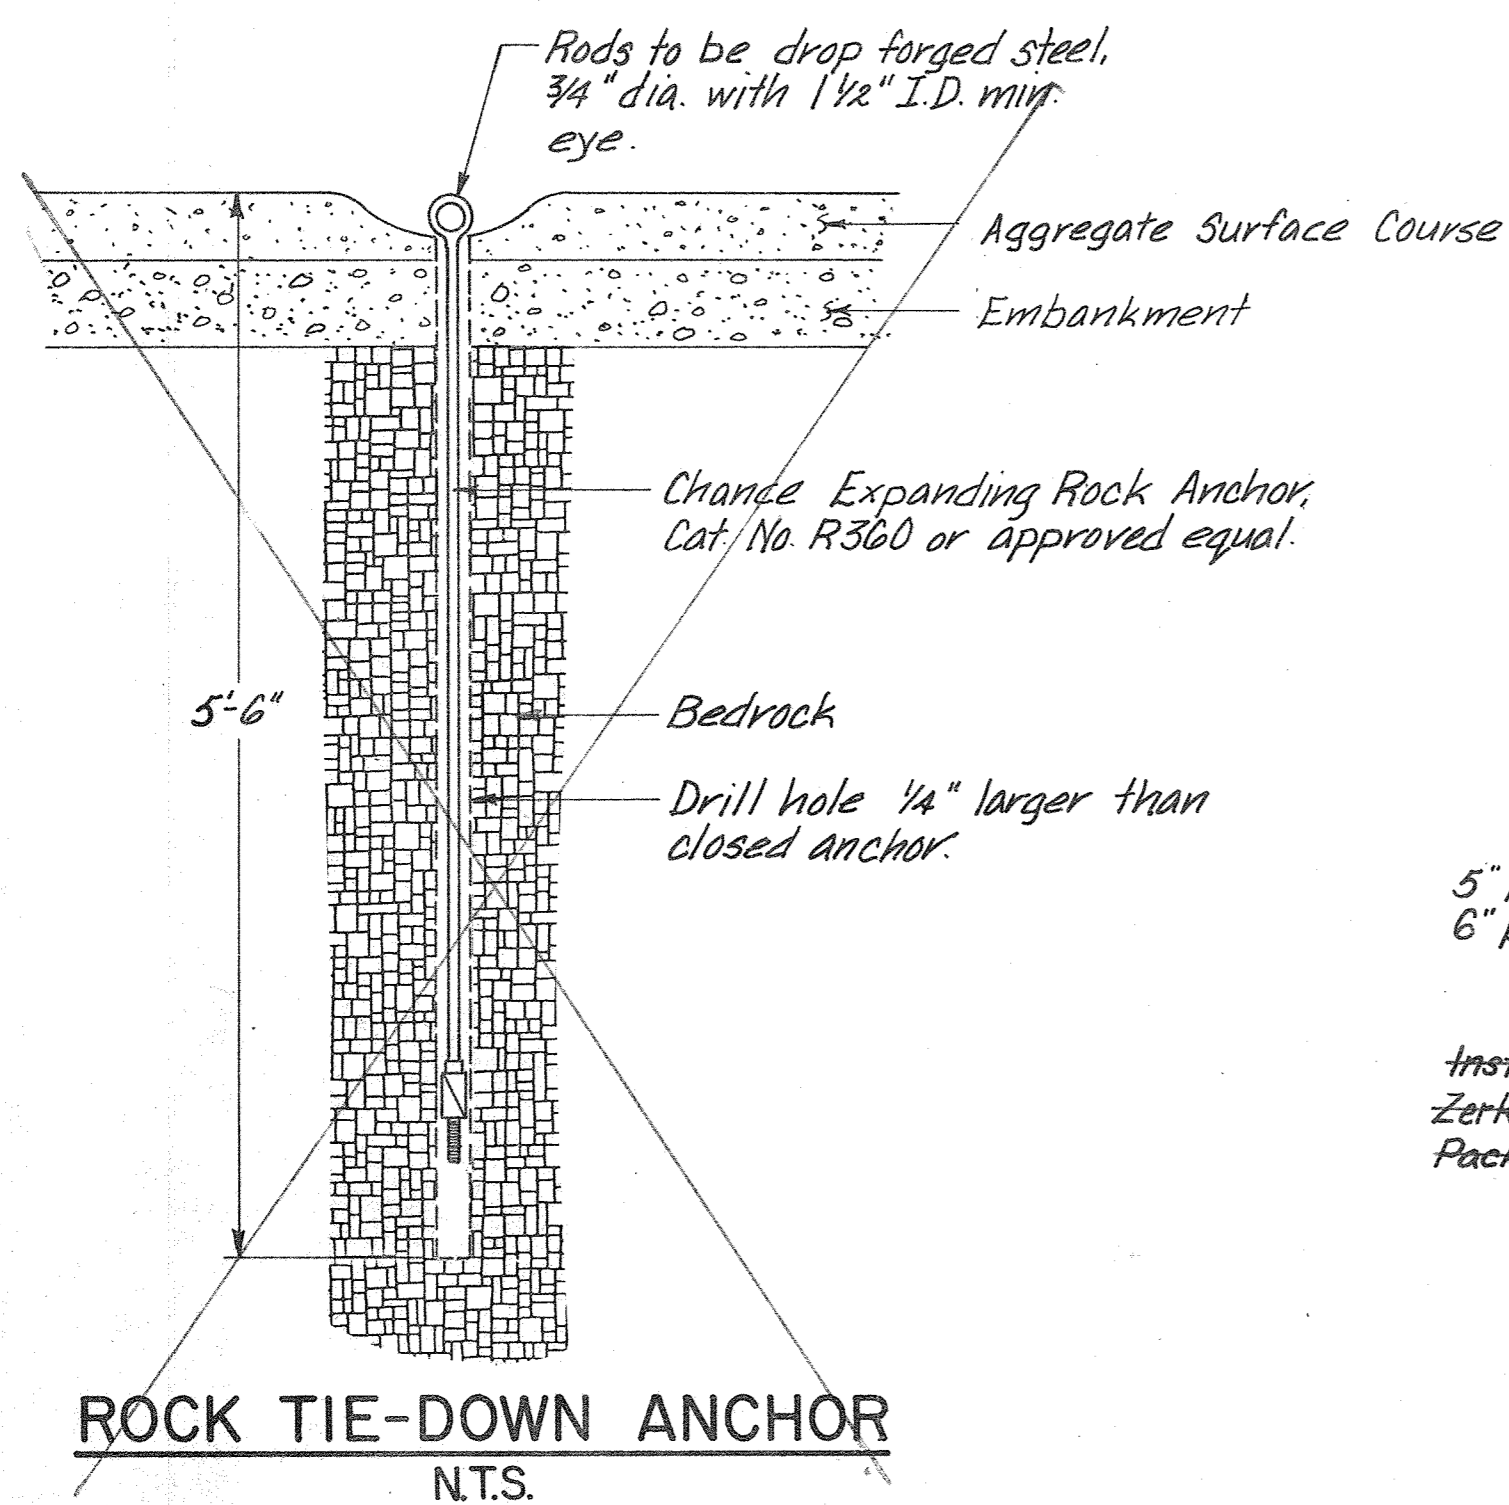 Rods to be drop forged steel,
3/4" dia. with 1 1/2" I.D. min.
eye.
Aggregate Surface Course
Embankment
Chance Expanding Rock Anchor,
Cat. No. R360 or approved equal.
5'-6"
Bedrock
Drill hole 1/4" larger than
closed anchor.
5"
6"
ROCK TIE-DOWN ANCHOR
N.T.S.